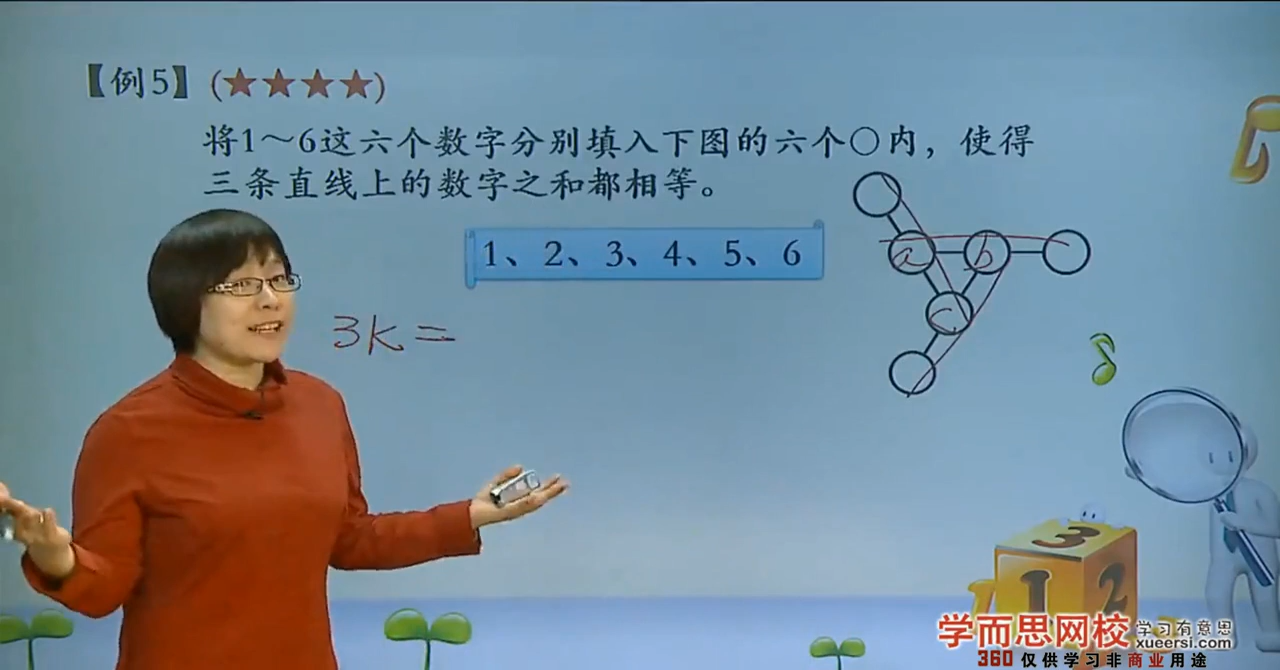 【例5】(★★★★)
将1～6这六个数字分别填入下图的六个○内，使得
三条直线上的数字之和都相等。
1、2、3、4、5、6
a b
c
3K=
3
1 2
学而思网校 学习有意思
xueersi.com
360 仅供学习非商业用途